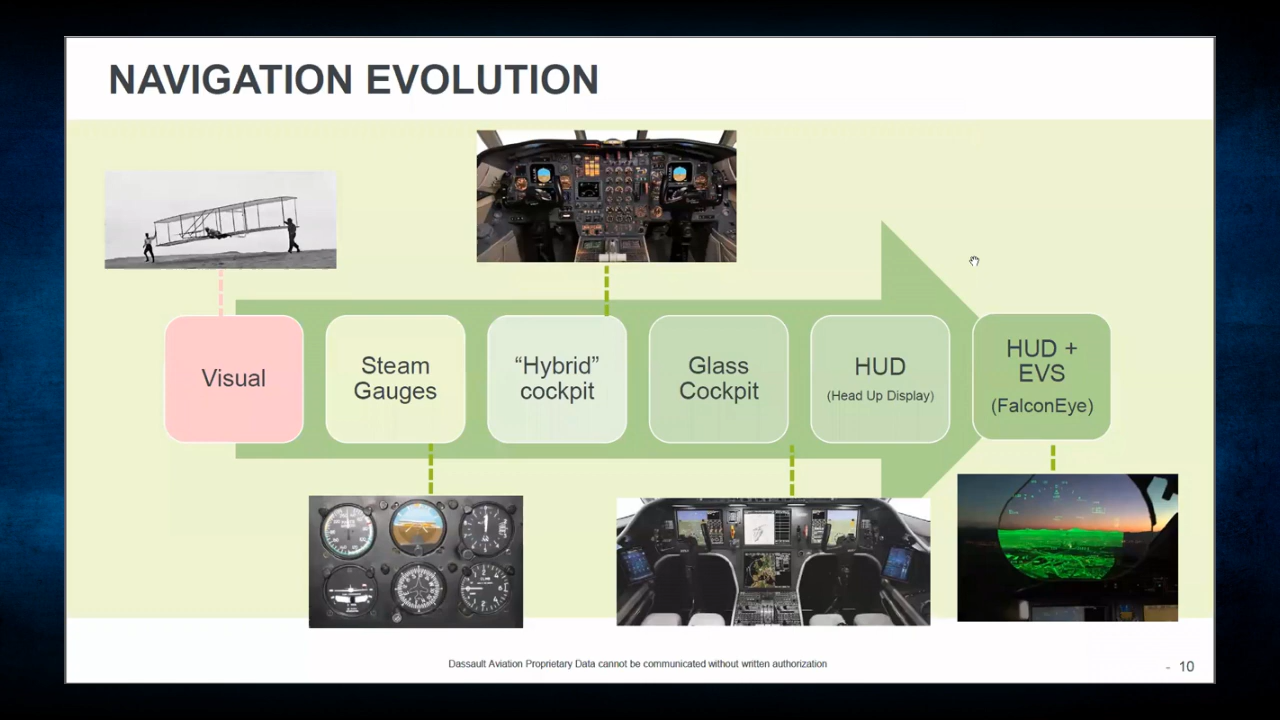 NAVIGATION EVOLUTION
Visual
Steam
Gauges
“Hybrid”
cockpit
Glass
Cockpit
HUD
(Head Up Display)
HUD +
EVS
(FalconEye)
Dassault Aviation Proprietary Data cannot be communicated without written authorization
- 10